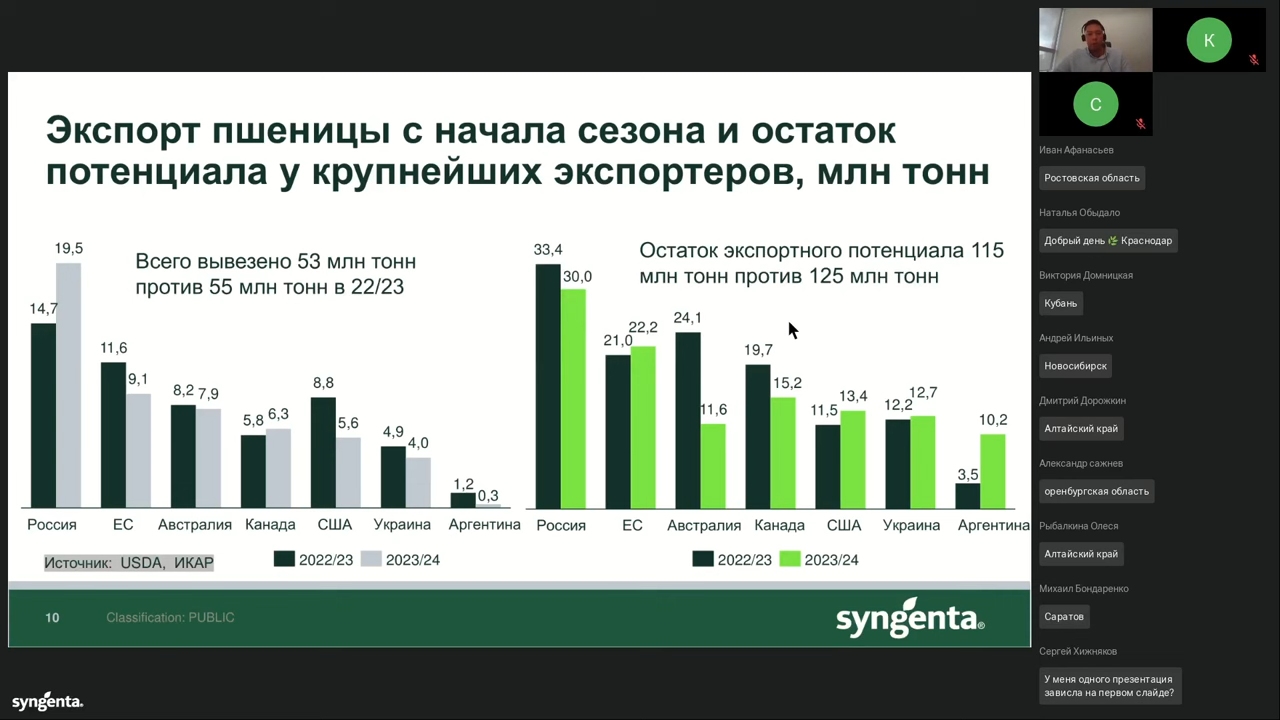 Экспорт пшеницы с начала сезона и остаток
потенциала у крупнейших экспортеров, млн тонн
Всего вывезено 53 млн тонн
против 55 млн тонн в 22/23
14,7 19,5
11,6 9,1
8,2 7,9
5,8 6,3
8,8 5,6
4,9 4,0
1,2 0,3
Россия ЕС Австралия Канада США Украина Аргентина
2022/23 2023/24
Источник: USDA, ИКАР
Остаток экспортного потенциала 115
млн тонн против 125 млн тонн
33,4 30,0
21,0 22,2
24,1 11,6
19,7 15,2
11,5 13,4
12,2 12,7
3,5 10,2
Россия ЕС Австралия Канада США Украина Аргентина
2022/23 2023/24
10 Classification: PUBLIC
syngenta®
syngenta.
К
С
Иван Афанасьев
Ростовская область
Наталья Обыдало
Добрый день 🌿 Краснодар
Виктория Домницкая
Кубань
Андрей Ильиных
Новосибирск
Дмитрий Дорожкин
Алтайский край
Александр сажнев
оренбургская область
Рыбалкина Олеся
Алтайский край
Михаил Бондаренко
Саратов
Сергей Хижняков
У меня одного презентация
зависла на первом слайде?